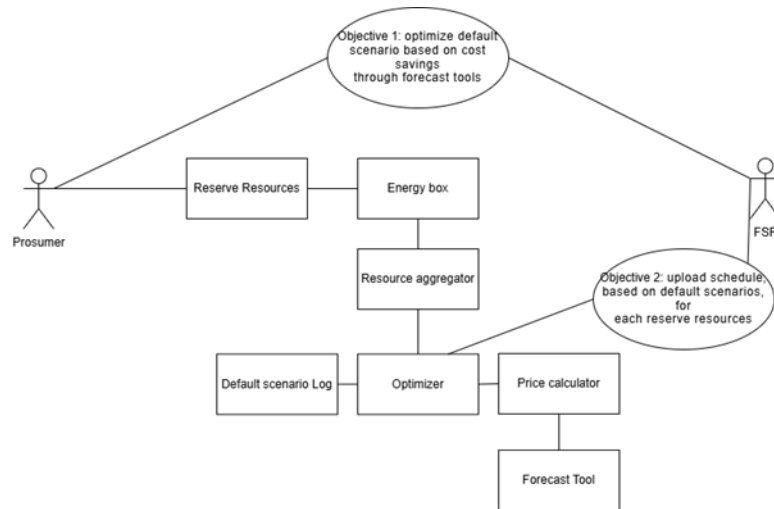 Objective 1: optimize default
scenario based on cost
savings
through forecast tools
Reserve Resources
Energy box
Prosumer
FSP
Resource aggregator
Objective 2: upload schedule,
based on default scenarios,
for
each reserve resources
Default scenario Log
Optimizer
Price calculator
Forecast Tool